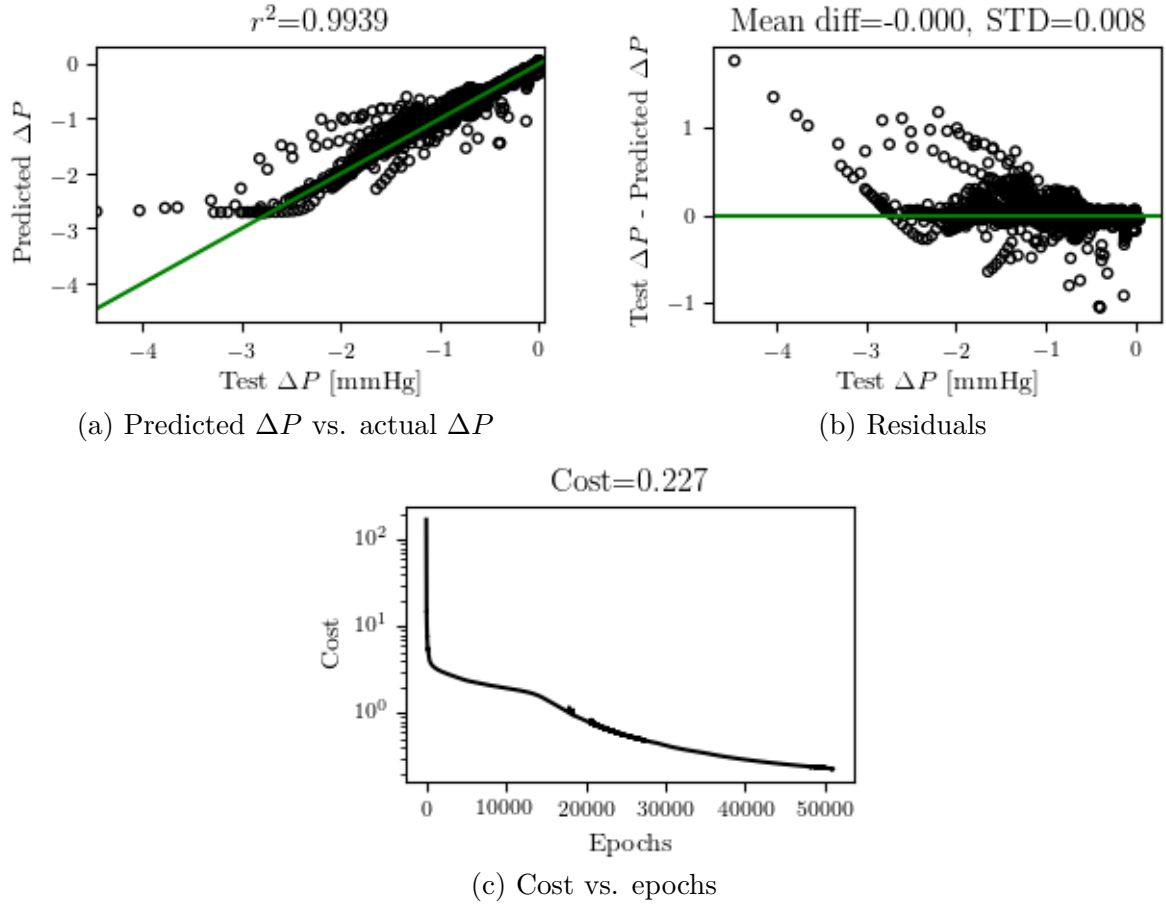 r²=0.9939
Predicted ΔP
0
−1
−2
−3
−4
−4
−3
−2
−1
0
Test ΔP [mmHg]
(a) Predicted ΔP vs. actual ΔP
Mean diff=-0.000, STD=0.008
Test ΔP - Predicted ΔP
1
0
−1
−4
−3
−2
−1
0
Test ΔP [mmHg]
(b) Residuals
Cost=0.227
Cost
10²
10¹
10⁰
0
10000
20000
30000
40000
50000
Epochs
(c) Cost vs. epochs